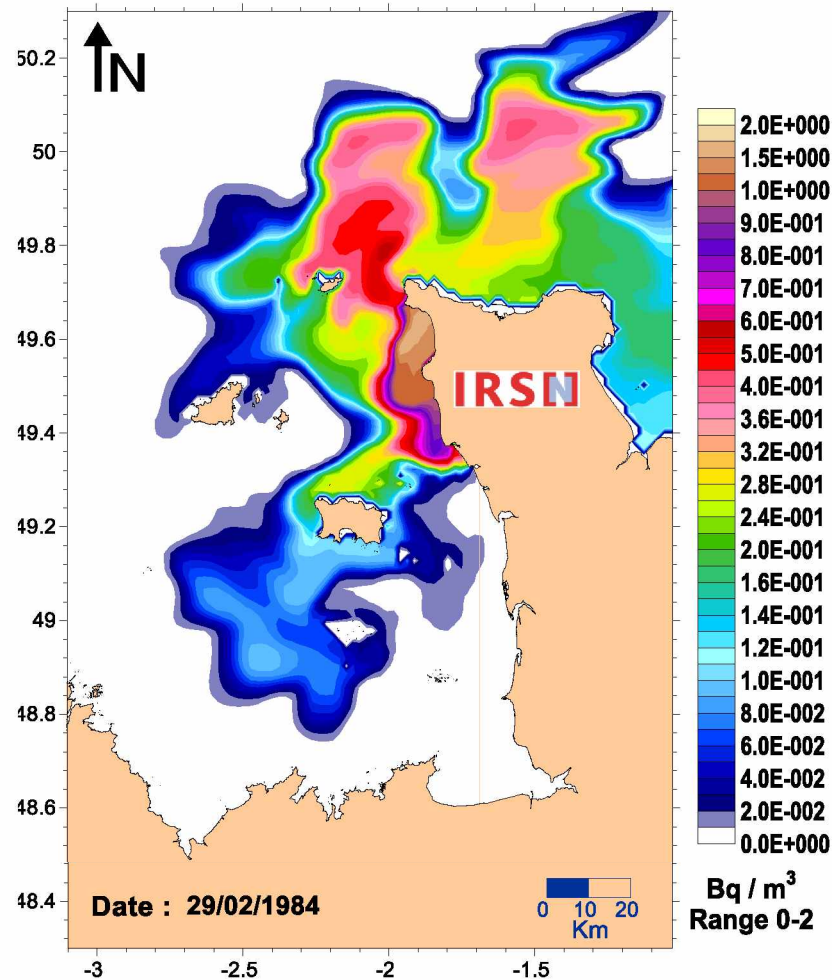 N
50.2
50
49.8
49.6
49.4
49.2
49
48.8
48.6
48.4
-3
-2.5
-2
-1.5
IRSN
Date : 29/02/1984
0 10 20
Km
2.0E+000
1.5E+000
1.0E+000
9.0E-001
8.0E-001
7.0E-001
6.0E-001
5.0E-001
4.0E-001
3.6E-001
3.2E-001
2.8E-001
2.4E-001
2.0E-001
1.6E-001
1.4E-001
1.2E-001
1.0E-001
8.0E-002
6.0E-002
4.0E-002
2.0E-002
0.0E+000
Bq / m³
Range 0-2